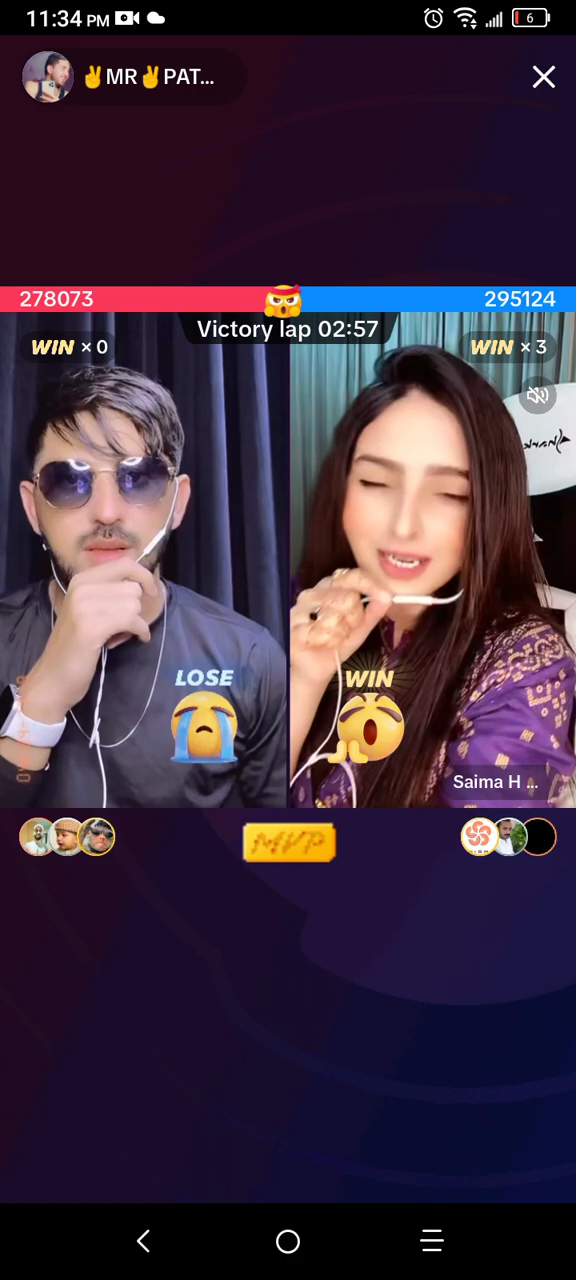 11:34 PM
6
✌MR✌PAT...
278073
295124
Victory lap 02:57
WIN × 0
WIN × 3
LOSE
WIN
Saima H ...
MVP